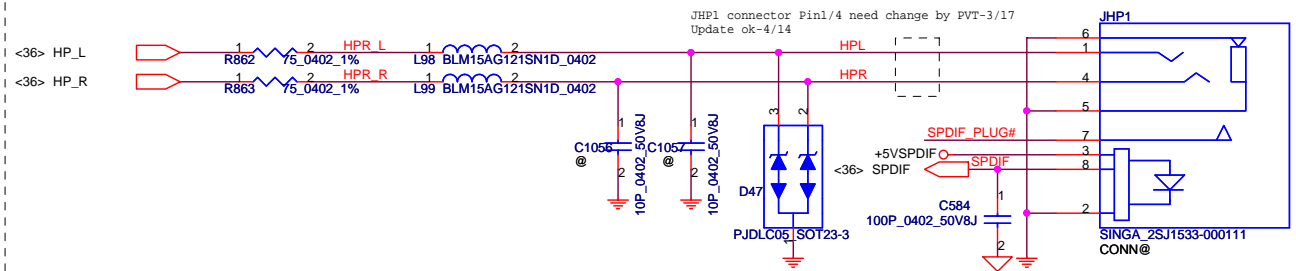 JHP1 connector Pin1/4 need change by PVT-3/17
Update ok-4/14
JHP1
<36> HP_L
1
2
HPR_L
1
2
HPL
R862
75_0402_1%
L98
BLM15AG121SN1D_0402
<36> HP_R
1
2
HPR_R
1
2
HPR
R863
75_0402_1%
L99
BLM15AG121SN1D_0402
6
1
4
5
SPDIF_PLUG#
7
+5VSPDIF
3
<36> SPDIF
SPDIF
8
2
1
C1056
@
2
10P_0402_50V8J
1
C1057
@
2
10P_0402_50V8J
3
2
D47
1
PJDLC05_SOT23-3
C584
1
100P_0402_50V8J
2
SINGA_2SJ1533-000111
CONN@